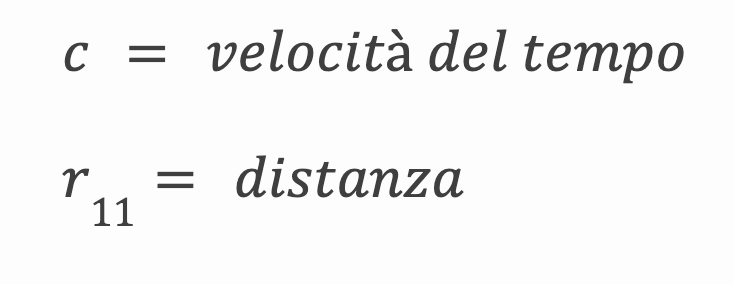 c = velocità del tempo
r₁₁ = distanza